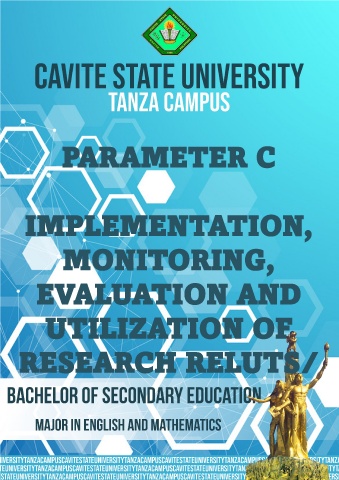 CAVITE STATE UNIVERSITY
TANZA CAMPUS
PARAMETER C
IMPLEMENTATION,
MONITORING,
EVALUATION AND
UTILIZATION OF
RESEARCH RELUTS/
BACHELOR OF SECONDARY EDUCATION
MAJOR IN ENGLISH AND MATHEMATICS
IVERSITYTANZACAMPUSCAVITESTATEUNIVERSITYTANZACAMPUSCAVITESTATEUNIVERSITYTANZ